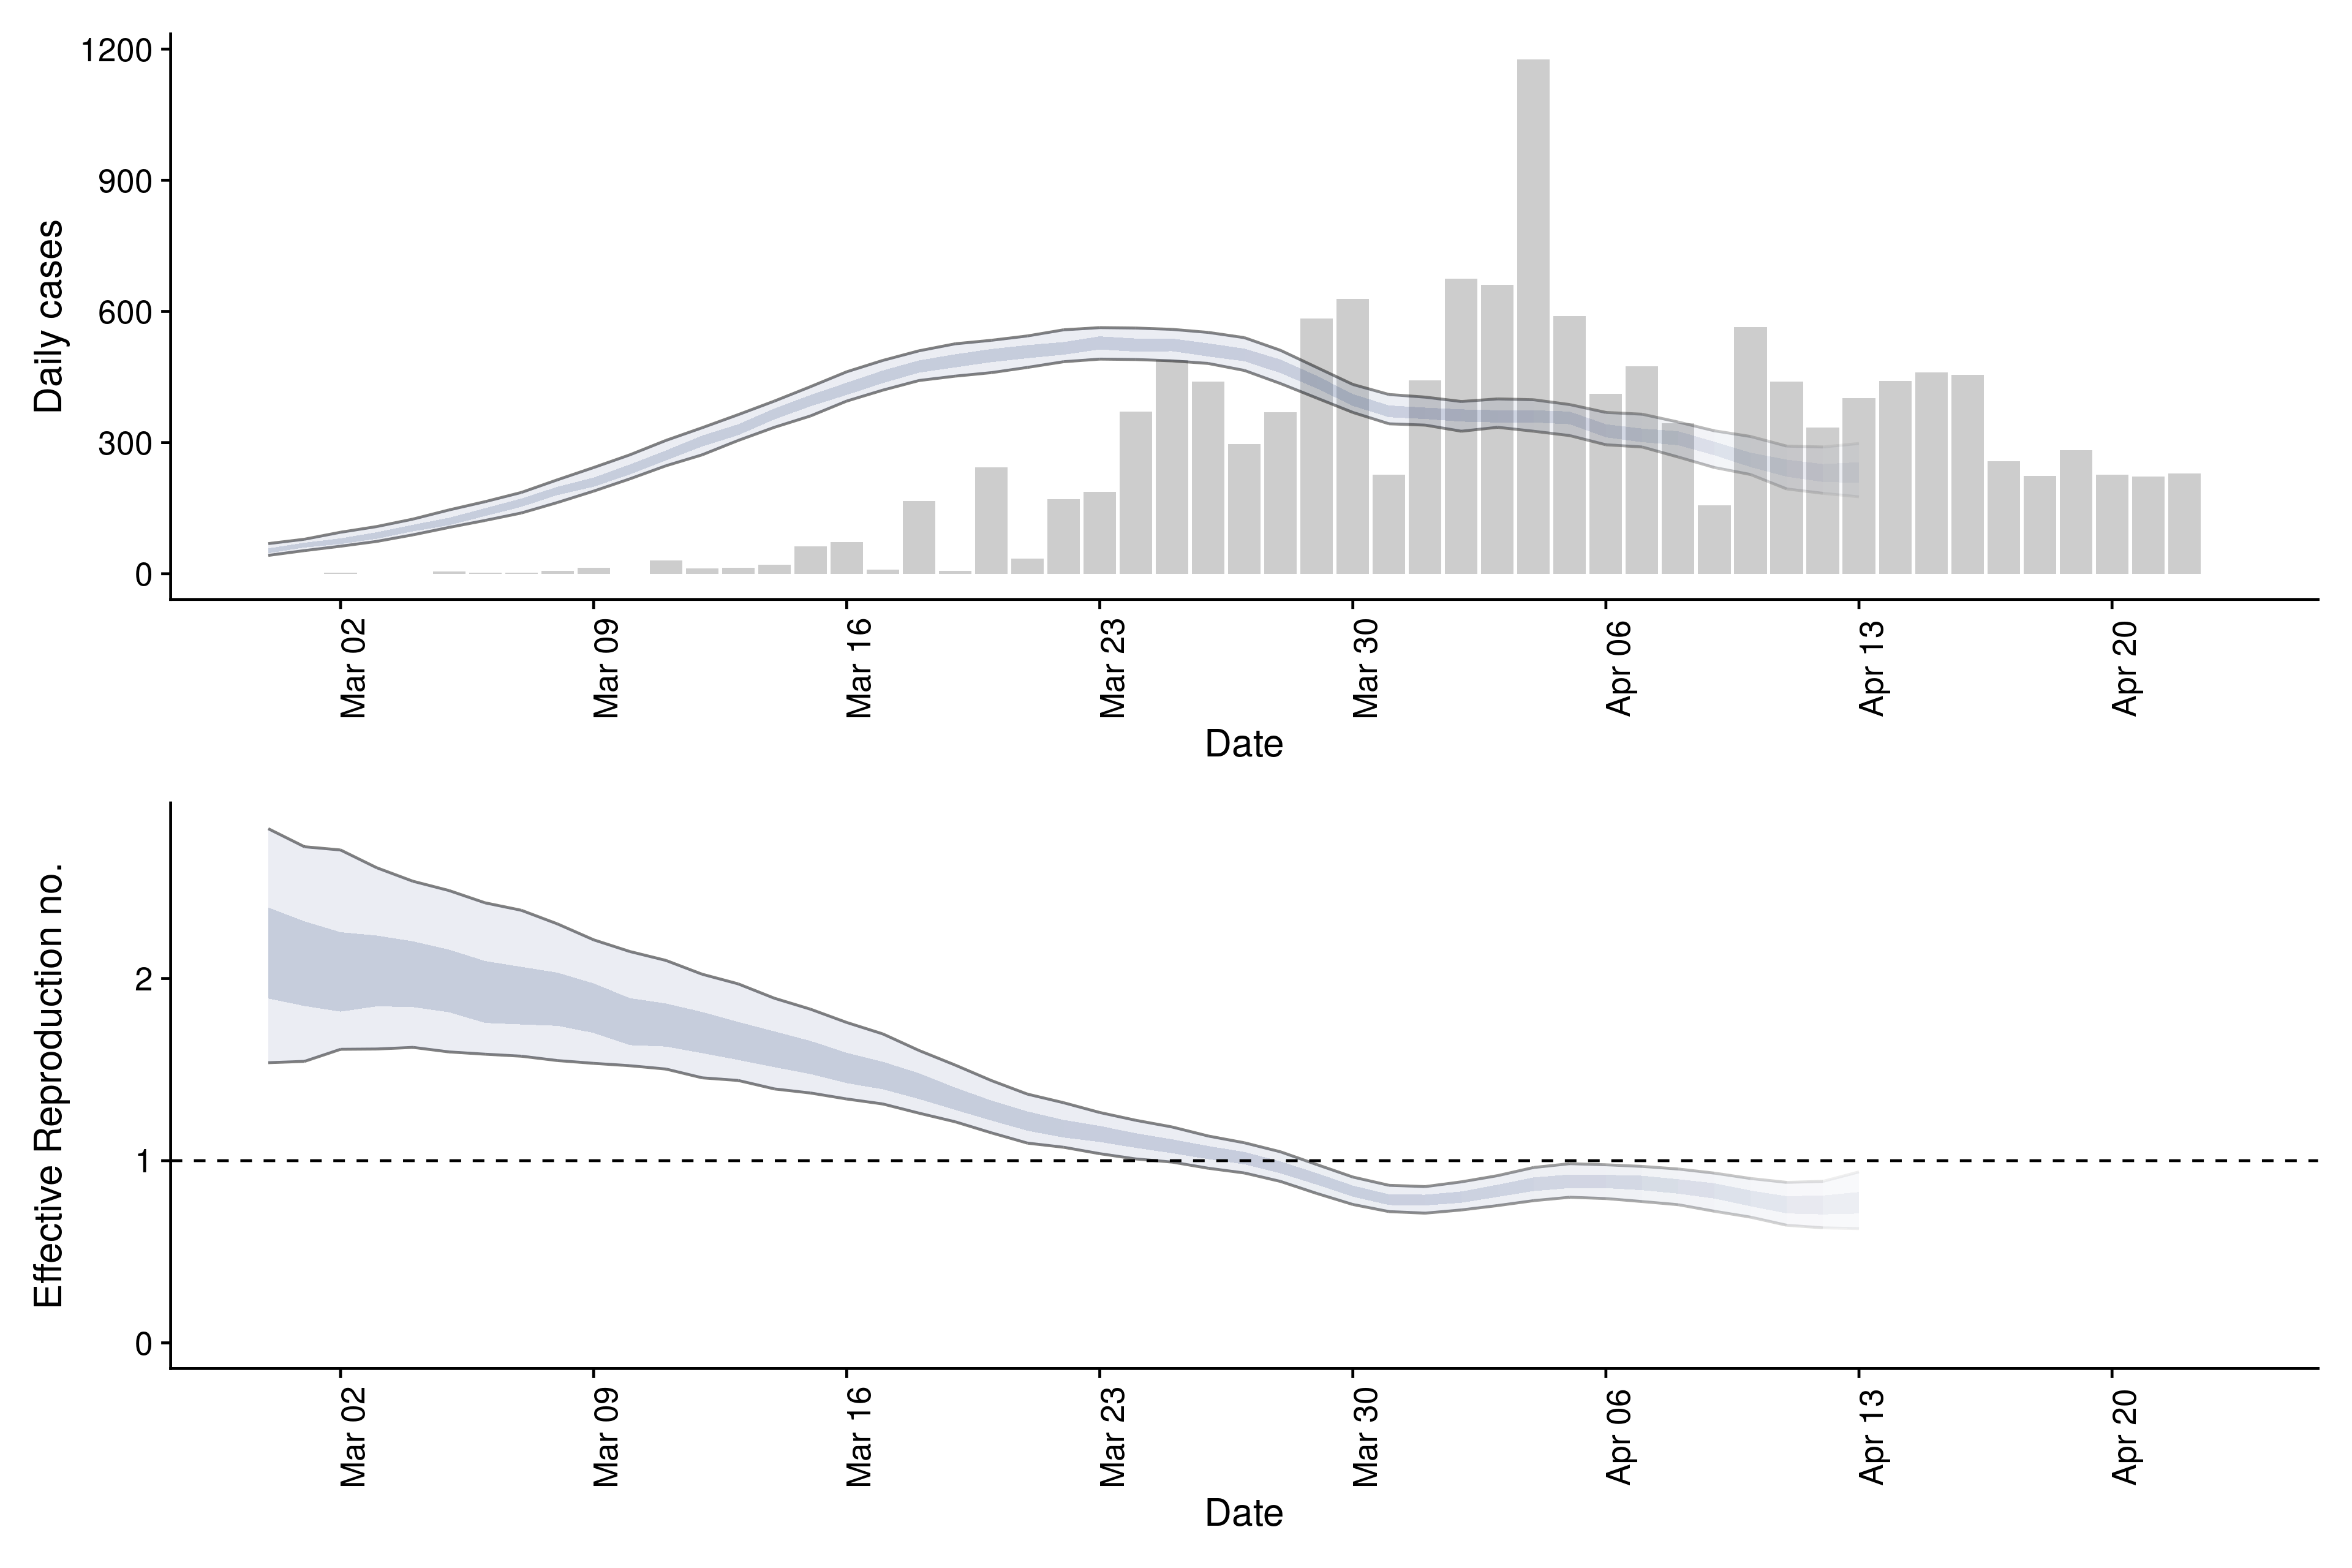 Daily cases
1200
900
600
300
0
Mar 02
Mar 09
Mar 16
Mar 23
Mar 30
Apr 06
Apr 13
Apr 20
Date
Effective Reproduction no.
2
1
0
Mar 02
Mar 09
Mar 16
Mar 23
Mar 30
Apr 06
Apr 13
Apr 20
Date